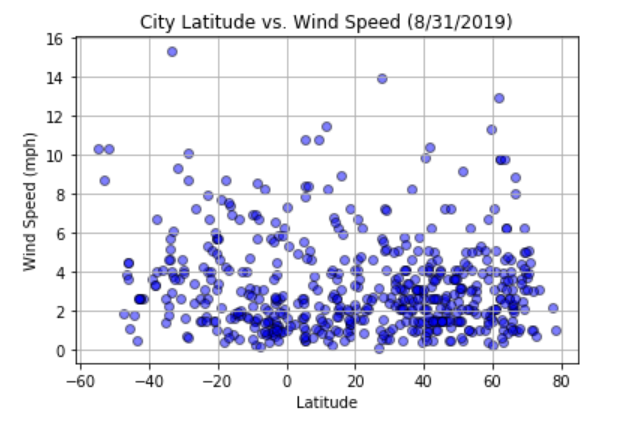 City Latitude vs. Wind Speed (8/31/2019)
16
14
12
10
8
6
4
2
0
Wind Speed (mph)
−60 −40 −20 0 20 40 60 80
Latitude